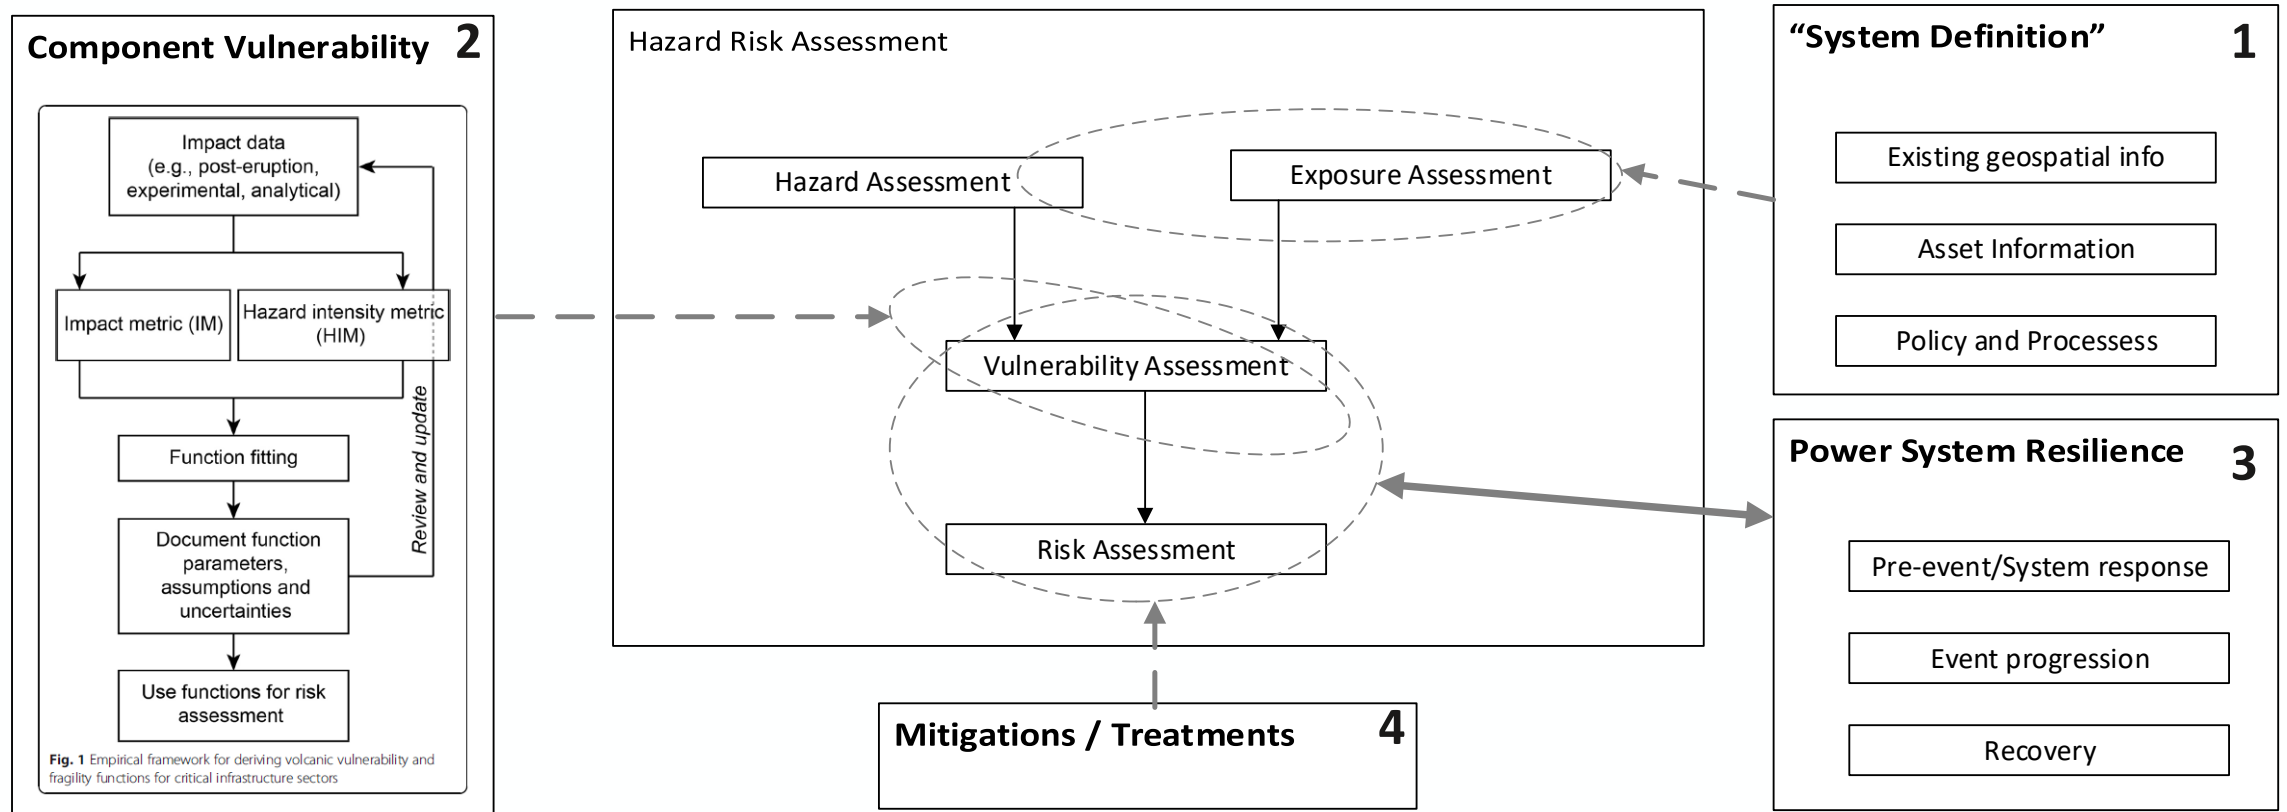 Component Vulnerability 2
Impact data
(e.g., post-eruption,
experimental, analytical)
Impact metric (IM)
Hazard intensity metric
(HIM)
Function fitting
Document function
parameters,
assumptions and
uncertainties
Review and update
Use functions for risk
assessment
Fig. 1 Empirical framework for deriving volcanic vulnerability and
fragility functions for critical infrastructure sectors
Hazard Risk Assessment
Hazard Assessment
Exposure Assessment
Vulnerability Assessment
Risk Assessment
Mitigations / Treatments 4
“System Definition” 1
Existing geospatial info
Asset Information
Policy and Processess
Power System Resilience 3
Pre-event/System response
Event progression
Recovery